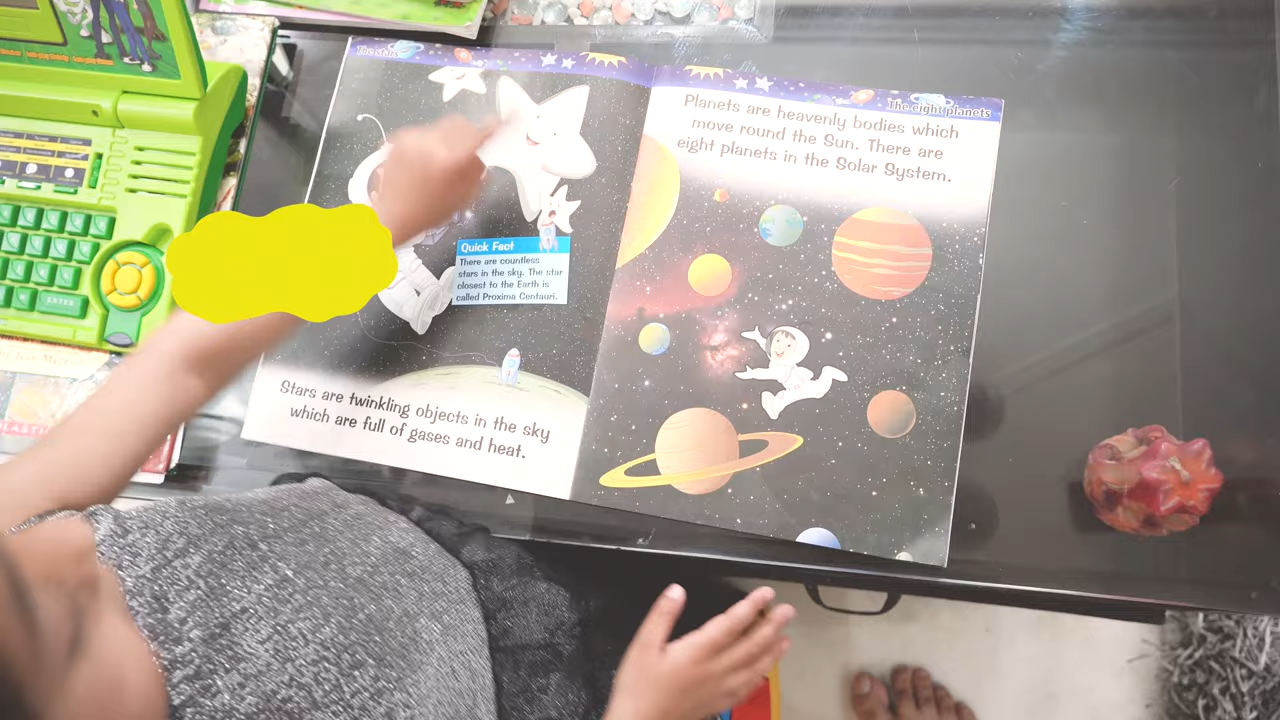 The stars
Quick Fact
There are countless
stars in the sky. The star
closest to the Earth is
called Proxima Centauri.
Stars are twinkling objects in the sky
which are full of gases and heat.
The eight planets
Planets are heavenly bodies which
move round the Sun. There are
eight planets in the Solar System.
ENTER